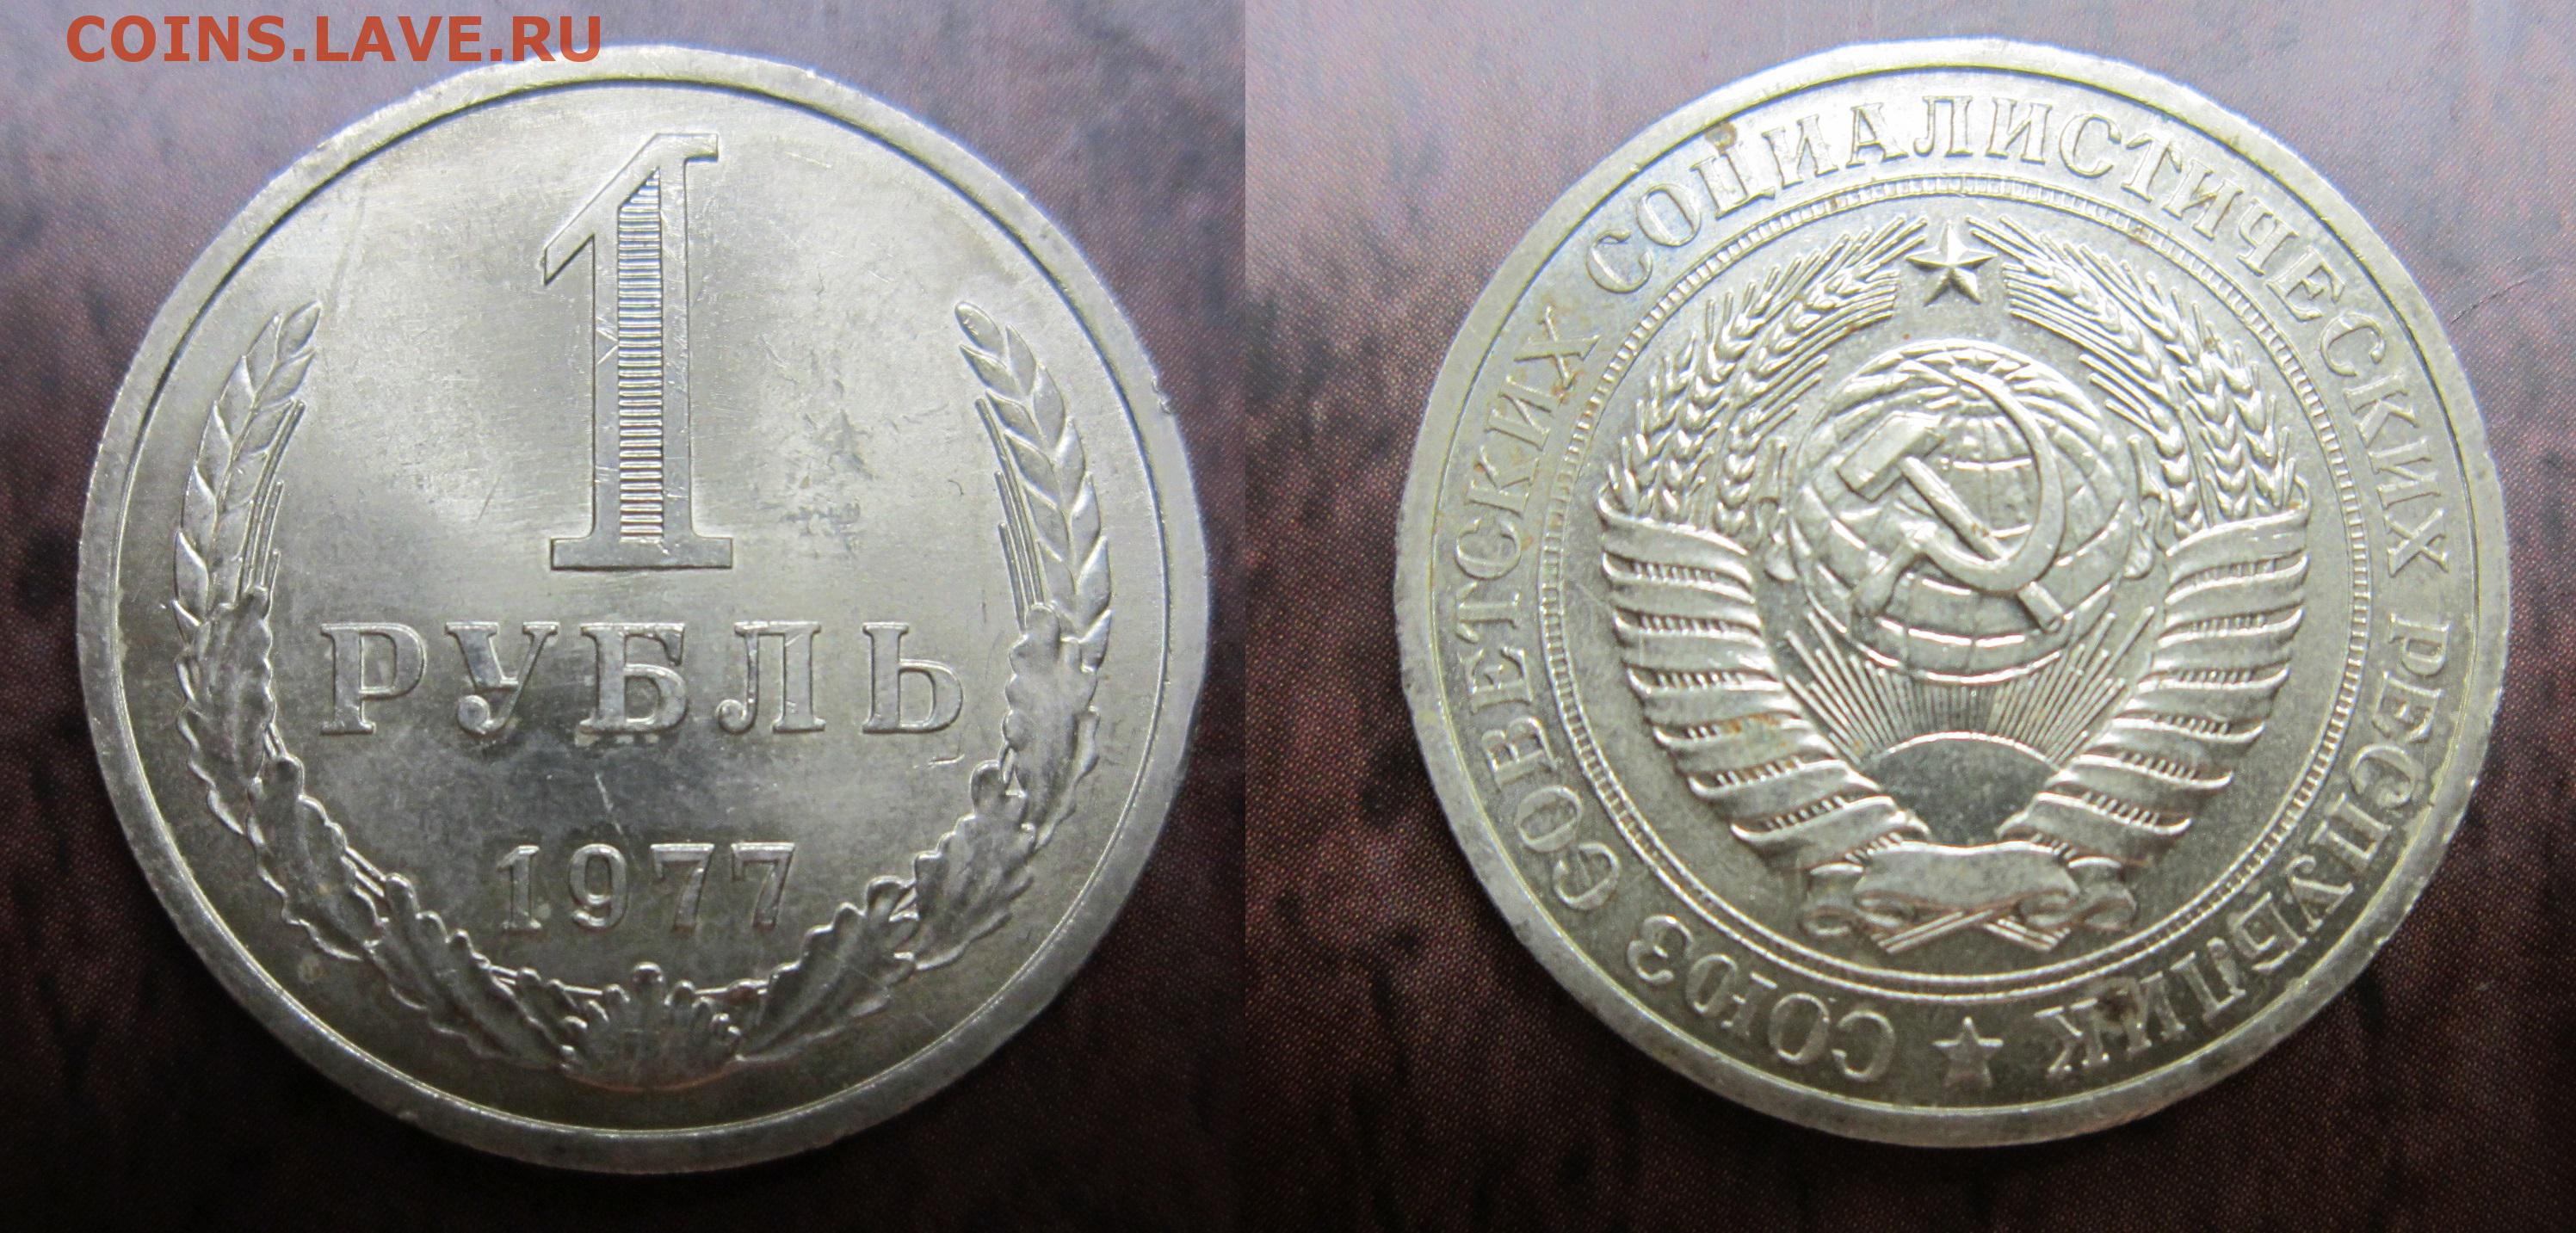 COINS.LAVE.RU
1
РУБЛЬ
1977
СОЮЗ СОВЕТСКИХ СОЦИАЛИСТИЧЕСКИХ РЕСПУБЛИК